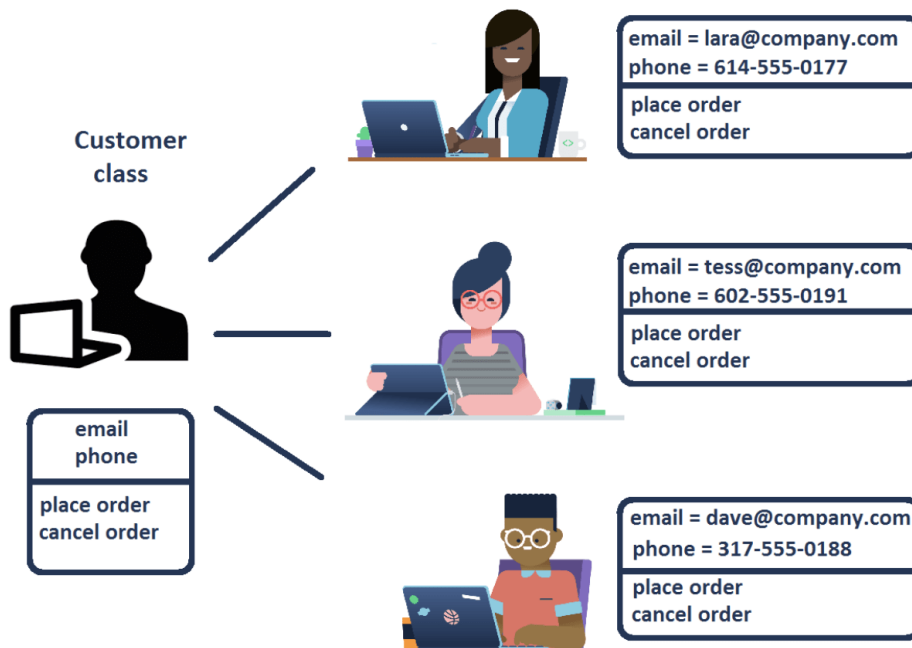 Customer
class
email
phone
place order
cancel order
email = lara@company.com
phone = 614-555-0177
place order
cancel order
email = tess@company.com
phone = 602-555-0191
place order
cancel order
email = dave@company.com
phone = 317-555-0188
place order
cancel order